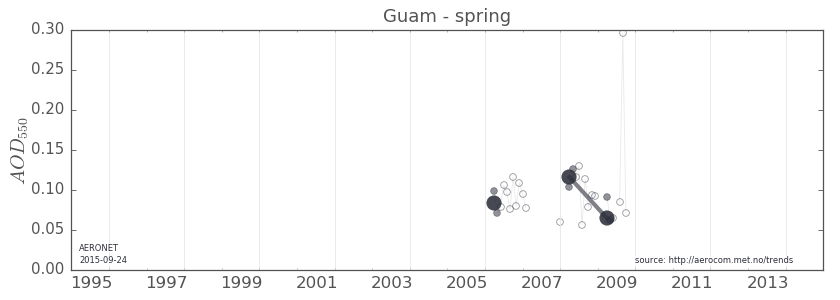 Guam - spring
0.30
0.25
0.20
0.15
0.10
0.05
0.00
AOD550
AERONET
2015-09-24
source: http://aerocom.met.no/trends
1995 1997 1999 2001 2003 2005 2007 2009 2011 2013